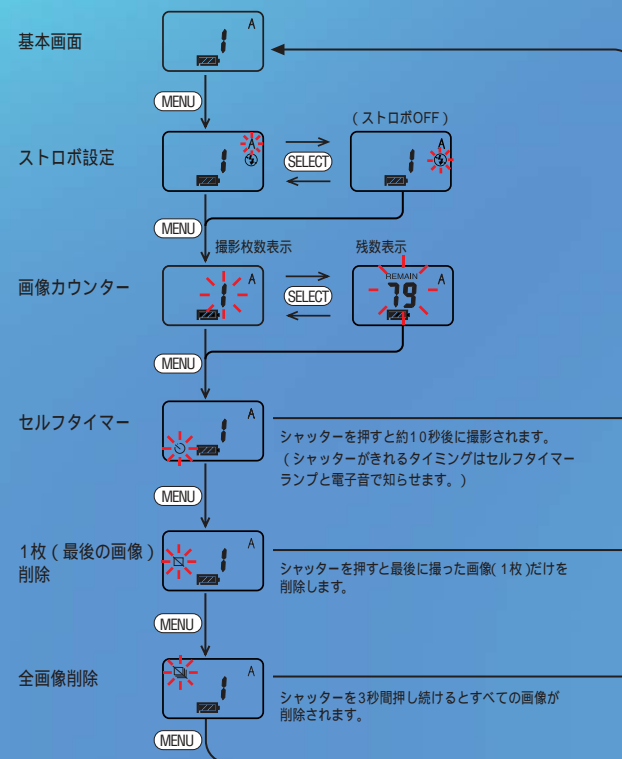 基本画面
1 A
MENU
(ストロボOFF)
ストロボ設定
1 A
SELECT
1 A
MENU
撮影枚数表示
残数表示
画像カウンター
1 A
SELECT
REMAIN
79 A
MENU
セルフタイマー
1 A
シャッターを押すと約10秒後に撮影されます。
(シャッターがきれるタイミングはセルフタイマー
ランプと電子音で知らせます。)
MENU
1枚(最後の画像)
削除
1 A
シャッターを押すと最後に撮った画像(1枚)だけを
削除します。
MENU
全画像削除
1 A
シャッターを3秒間押し続けるとすべての画像が
削除されます。
MENU